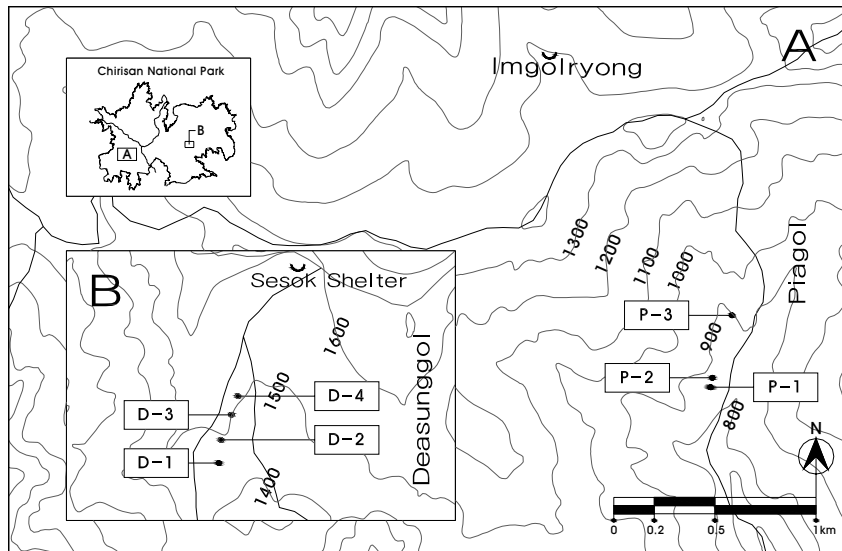 A
Imgolryong
Chirisan National Park
B
A
1300
1200
1100
1000
Piagol
P-3
900
P-2
P-1
800
B
Sesok Shelter
1600
Deasunggol
1500
D-4
D-3
D-2
D-1
1400
N
0
0.2
0.5
1km